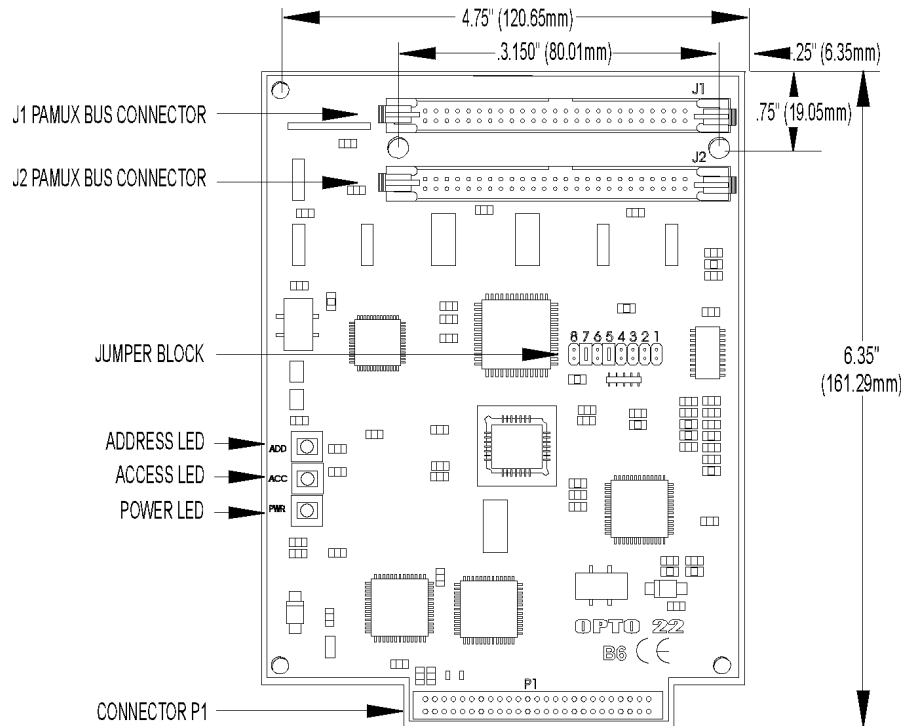 4.75" (120.65mm)
.3.150" (80.01mm)
.25" (6.35mm)
J1
J1 PAMUX BUS CONNECTOR
.75" (19.05mm)
J2
J2 PAMUX BUS CONNECTOR
8 7 6 5 4 3 2 1
JUMPER BLOCK
6.35"
(161.29mm)
ADDRESS LED
ADD
ACCESS LED
ACC
POWER LED
PWR
OPTO 22
B6 CE
P1
CONNECTOR P1